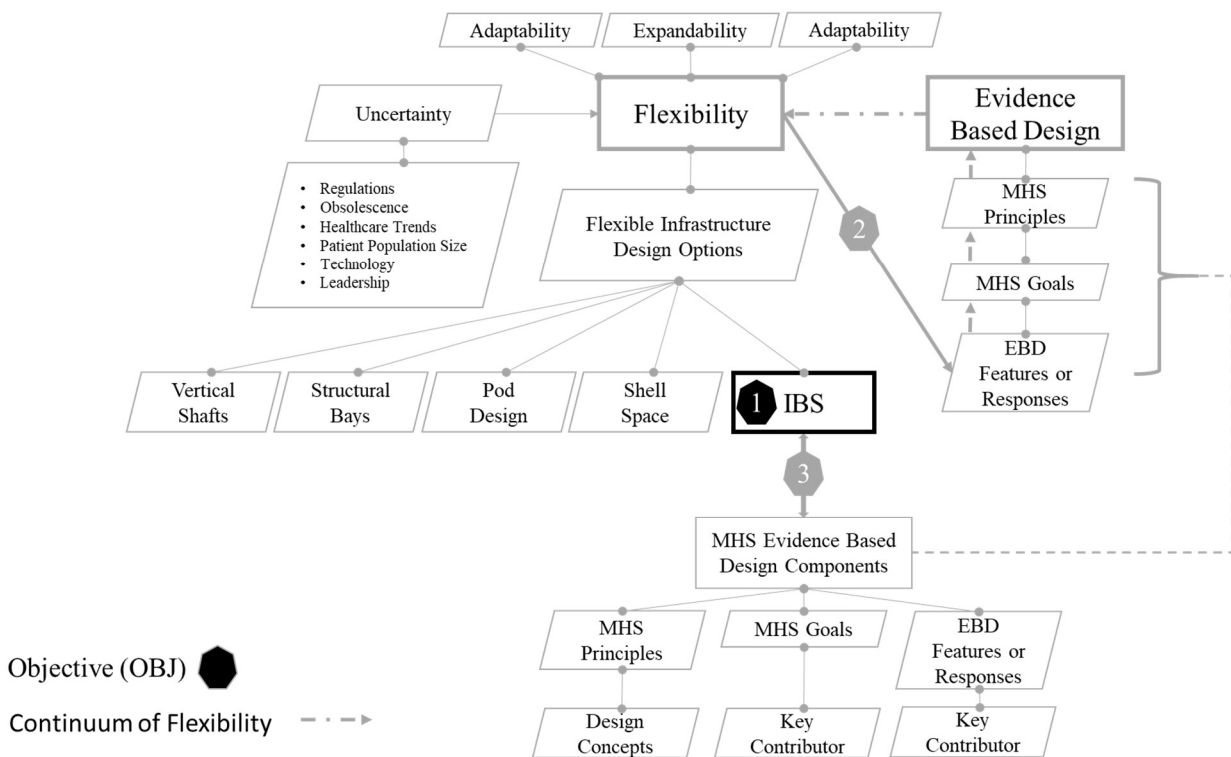 Adaptability
Expandability
Adaptability
Uncertainty
Flexibility
Evidence
Based Design
• Regulations
• Obsolescence
• Healthcare Trends
• Patient Population Size
• Technology
• Leadership
Flexible Infrastructure
Design Options
2
MHS
Principles
MHS Goals
EBD
Features or
Responses
Vertical
Shafts
Structural
Bays
Pod
Design
Shell
Space
1 IBS
3
MHS Evidence Based
Design Components
MHS
Principles
MHS Goals
EBD
Features or
Responses
Design
Concepts
Key
Contributor
Key
Contributor
Objective (OBJ)
Continuum of Flexibility